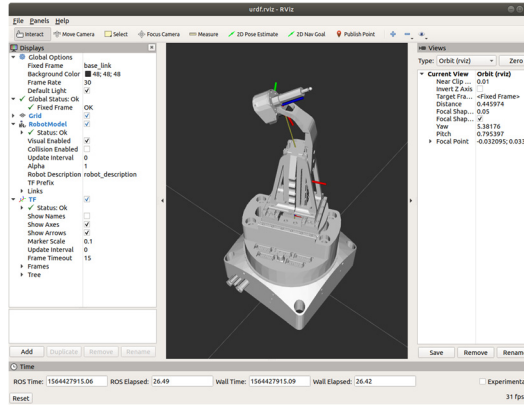 urdf.rviz - RViz
File Panels Help
Interact Move Camera Select Focus Camera Measure 2D Pose Estimate 2D Nav Goal Publish Point
Displays
Global Options
Fixed Frame base_link
Background Color 48; 48; 48
Frame Rate 30
Default Light
Global Status: Ok
Fixed Frame OK
Grid
RobotModel
Status: Ok
Visual Enabled
Collision Enabled
Update Interval 0
Alpha 1
Robot Description robot_description
TF Prefix
Links
TF
Status: Ok
Show Names
Show Axes
Show Arrows
Marker Scale 0.1
Update Interval 0
Frame Timeout 15
Frames
Tree
Add Duplicate Remove Rename
Views
Type: Orbit (rviz) Zero
Current View Orbit (rviz)
Near Clip ... 0.01
Invert Z Axis
Target Fra... <Fixed Frame>
Distance 0.445974
Focal Shap... 0.05
Focal Shap...
Yaw 5.38176
Pitch 0.795397
Focal Point -0.032095; 0.033
Save Remove Renam
Time
ROS Time: 1564427915.06 ROS Elapsed: 26.49 Wall Time: 1564427915.09 Wall Elapsed: 26.42 Experimenta
Reset 31 fps